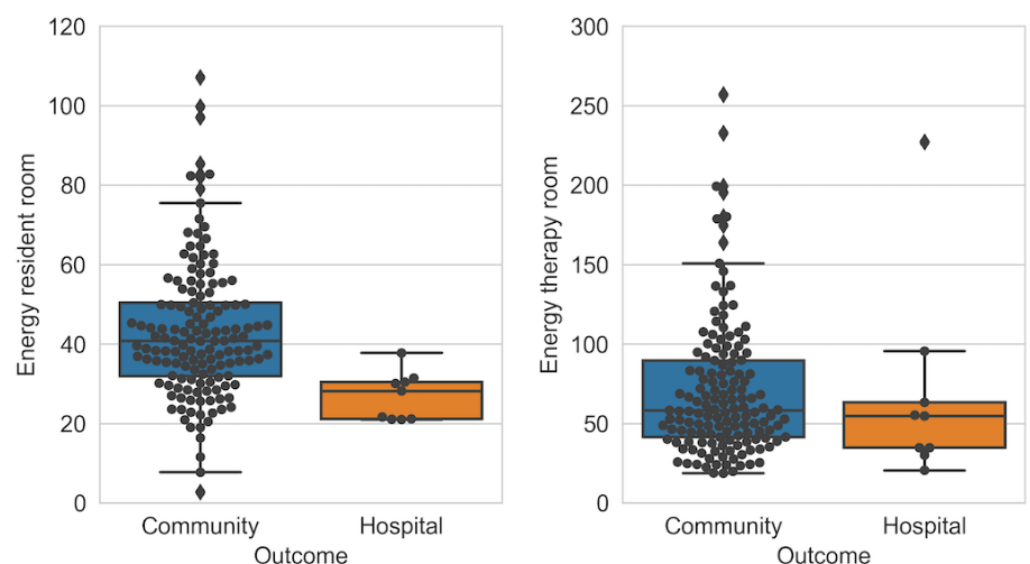 Energy resident room
120
100
80
60
40
20
0
Community Hospital
Outcome
Energy therapy room
300
250
200
150
100
50
0
Community Hospital
Outcome